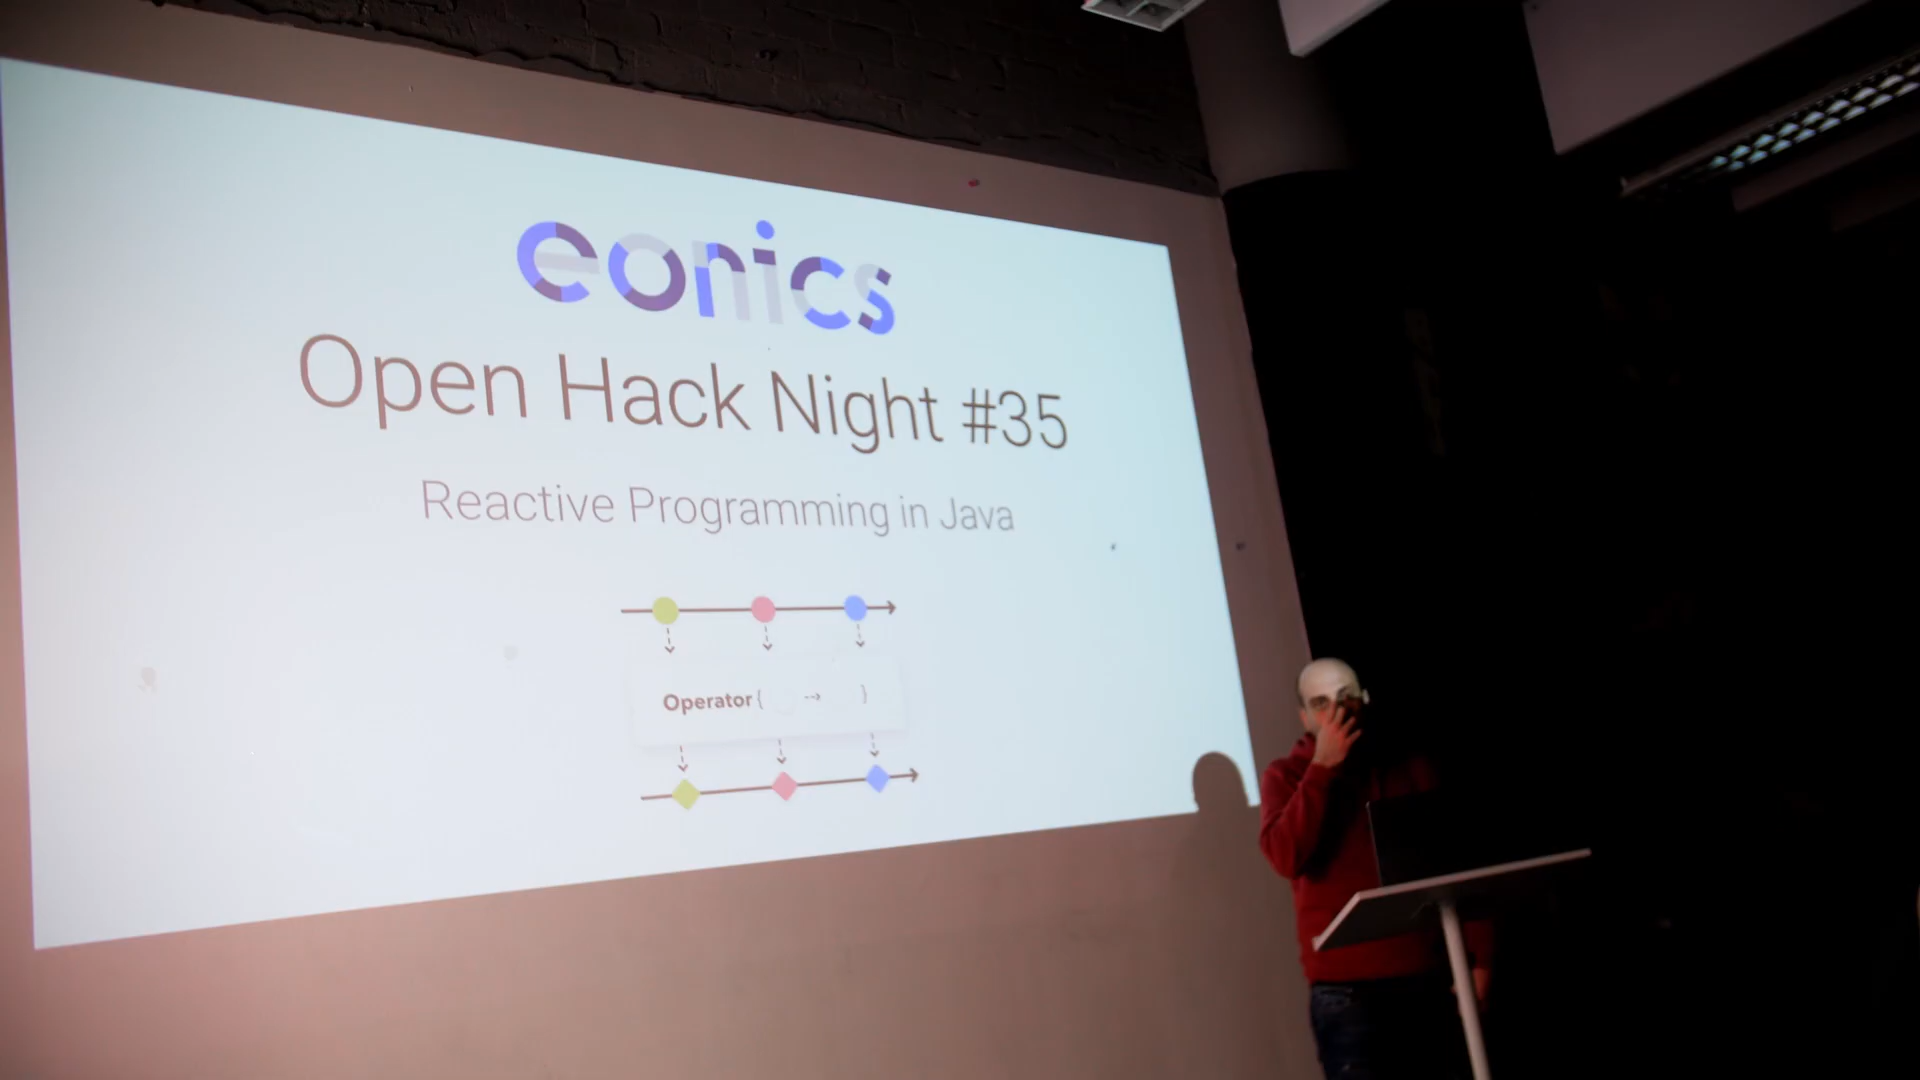 eonics
Open Hack Night #35
Reactive Programming in Java
Operator{ --> }